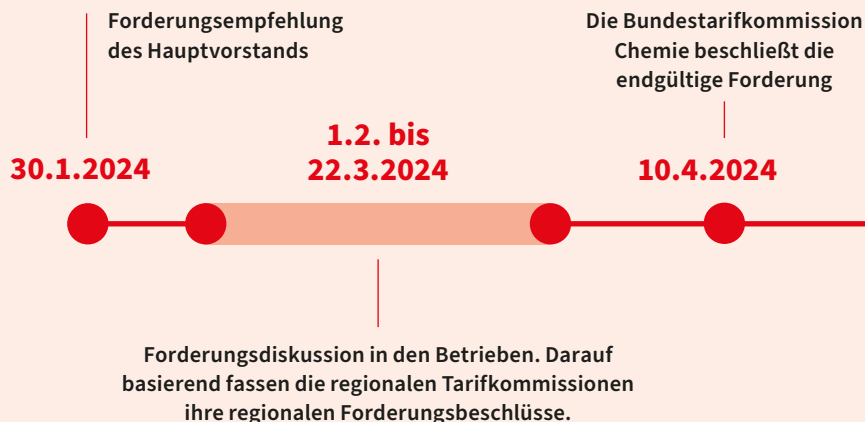 Forderungsempfehlung
des Hauptvorstands
30.1.2024
1.2. bis
22.3.2024
Forderungsdiskussion in den Betrieben. Darauf
basierend fassen die regionalen Tarifkommissionen
ihre regionalen Forderungsbeschlüsse.
Die Bundestarifkommission
Chemie beschließt die
endgültige Forderung
10.4.2024